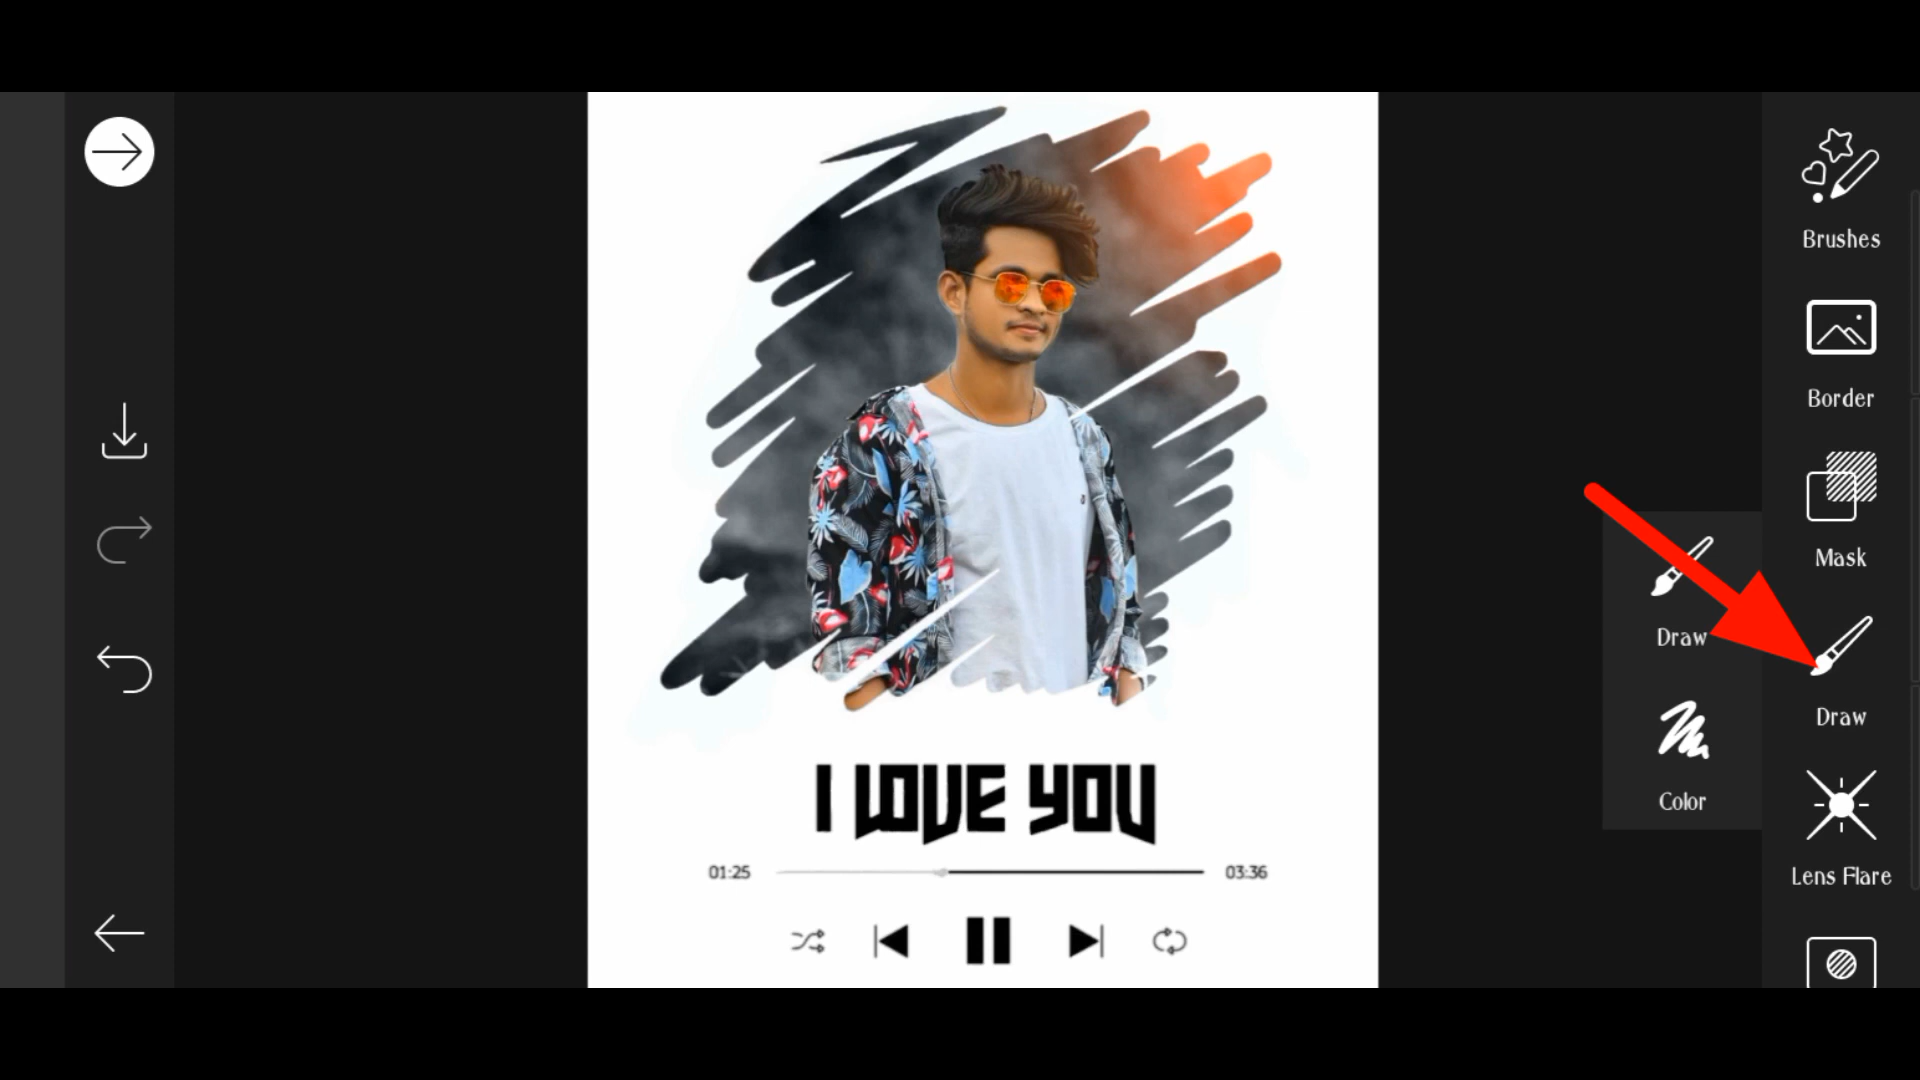 Brushes
Border
Mask
Draw
Draw
Color
Lens Flare
I LOVE YOU
01:25
03:36